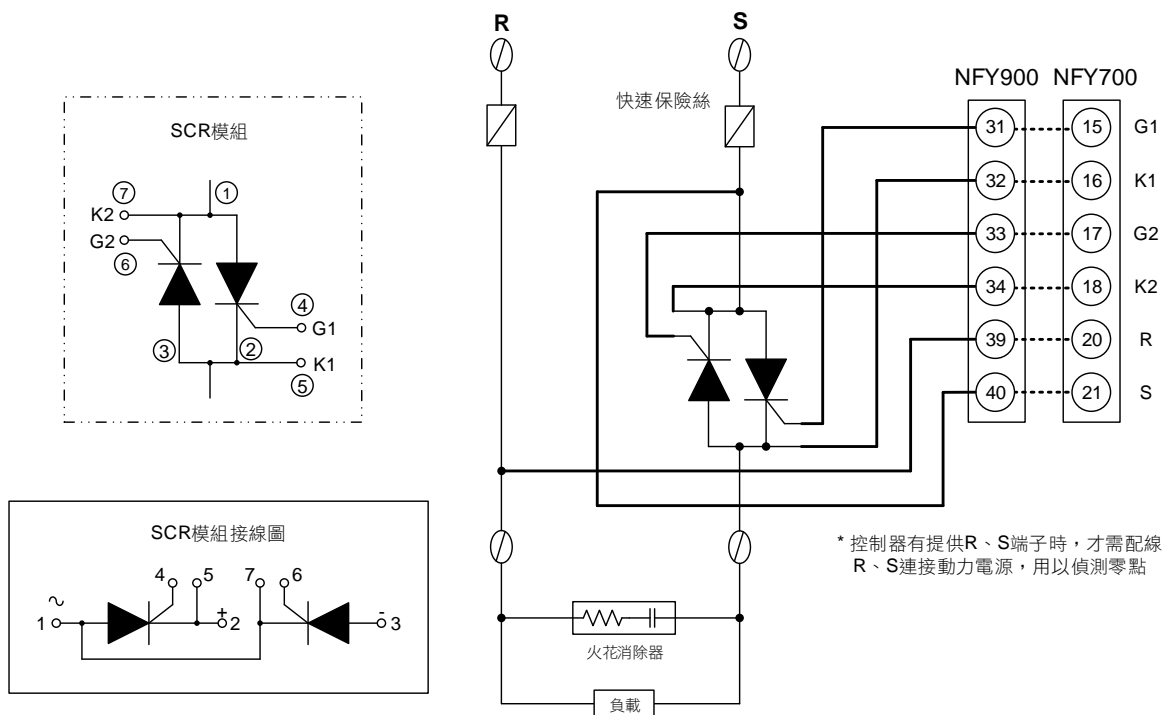 R
S
NFY900 NFY700
快速保險絲
SCR模組
31
15
G1
32
16
K1
33
17
G2
34
18
K2
39
20
R
40
21
S
⑦
①
K2
G2
⑥
④
G1
③
②
K1
⑤
SCR模組接線圖
4
5
7
6
～
1
+
2
-
3
* 控制器有提供R、S端子時，才需配線
R、S連接動力電源，用以偵測零點
火花消除器
負載